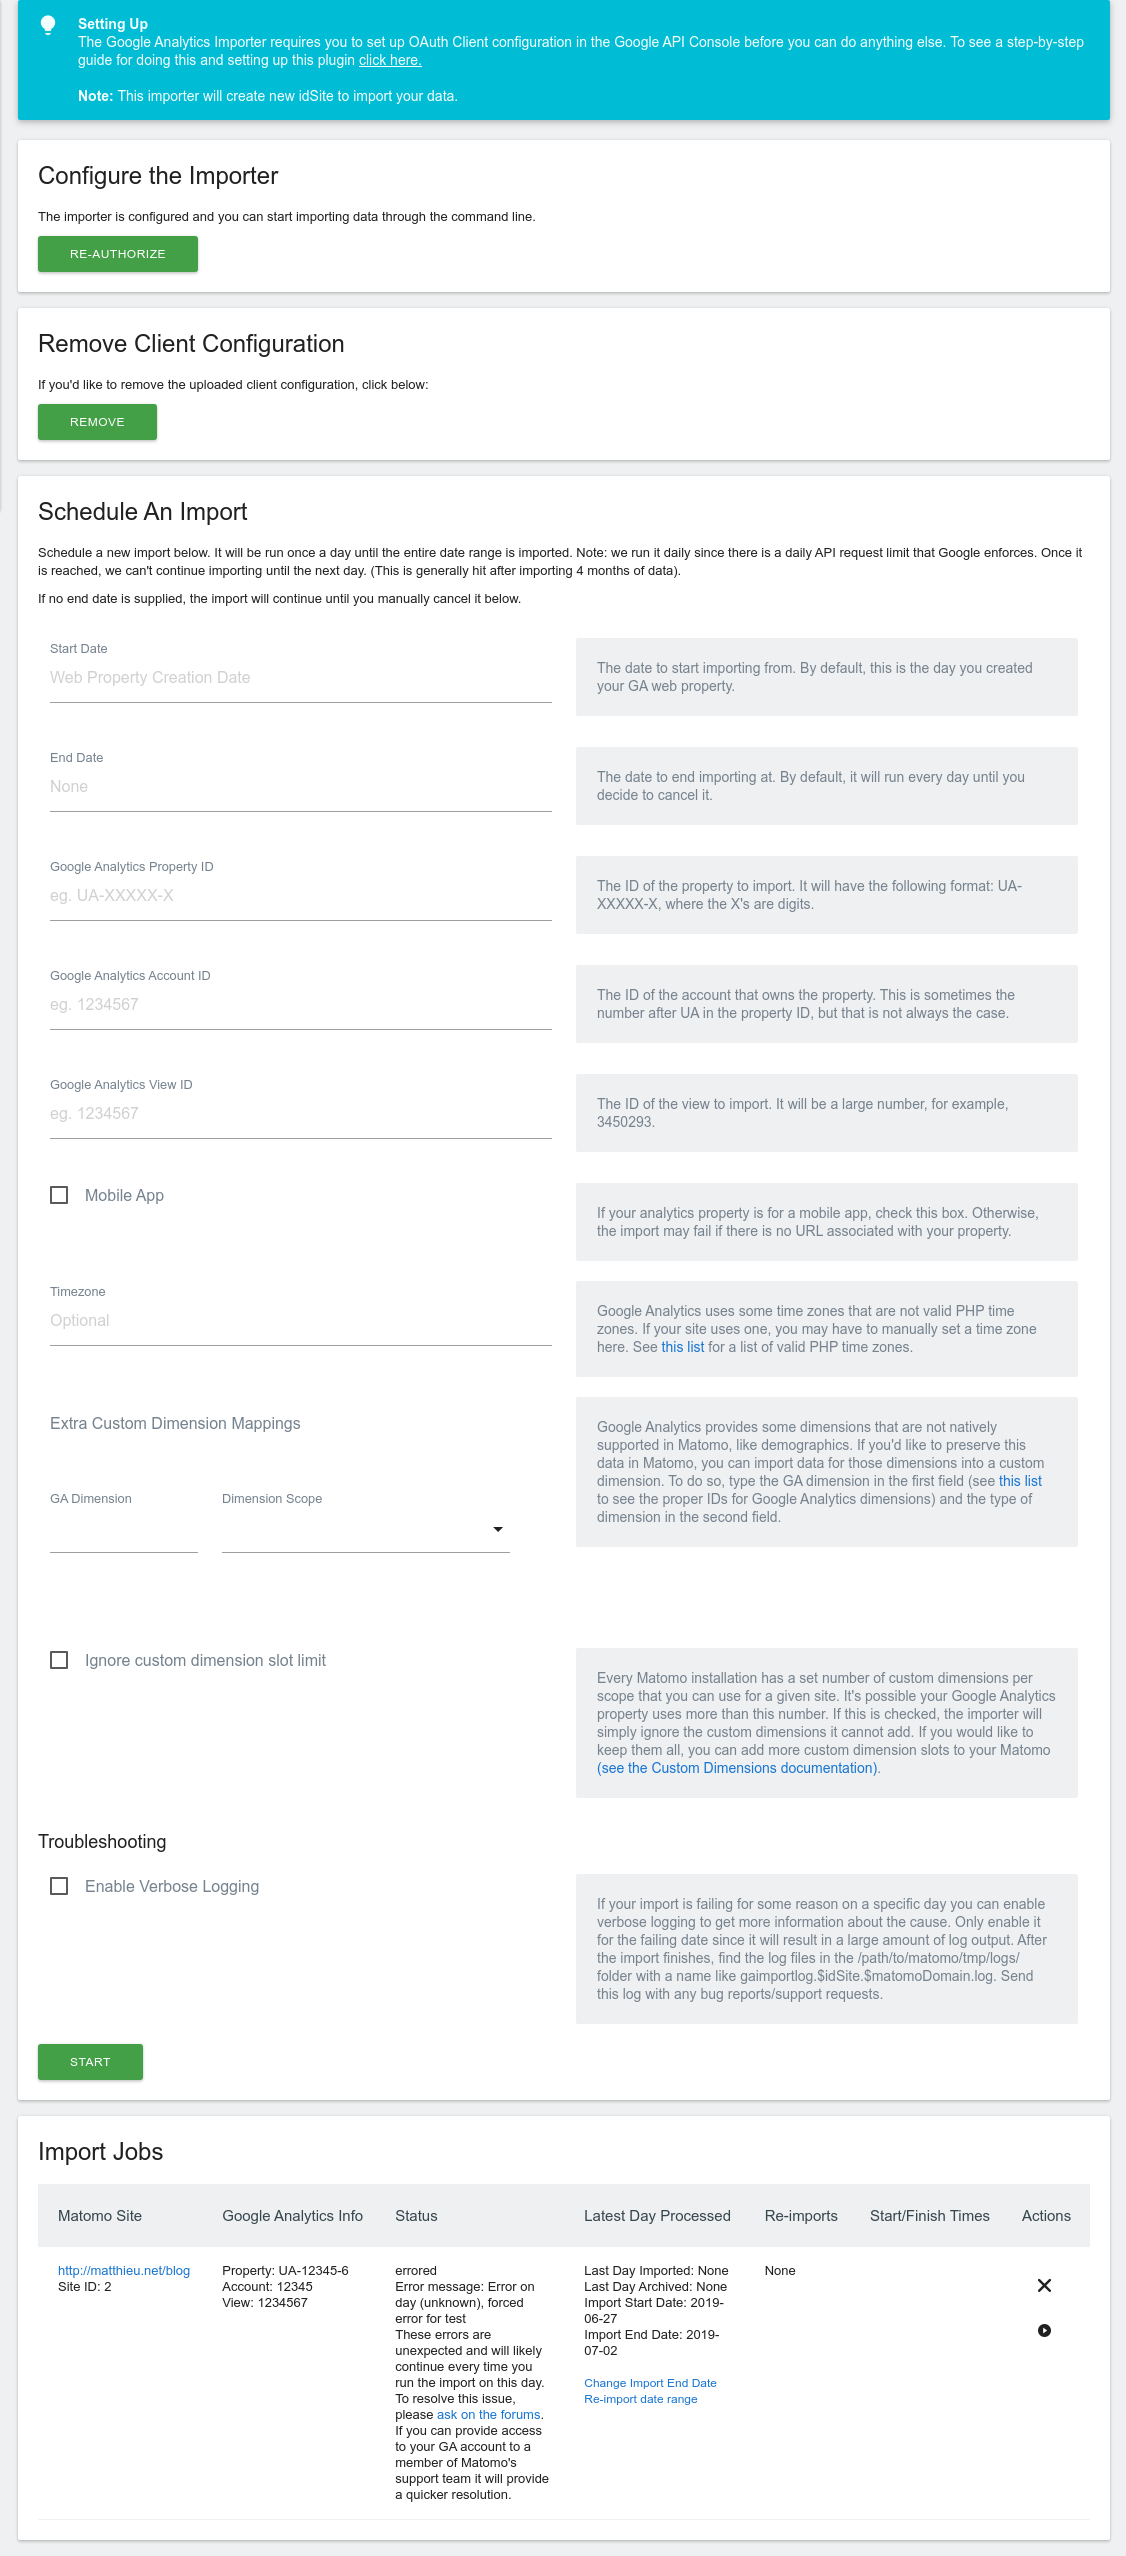 Setting Up
The Google Analytics Importer requires you to set up OAuth Client configuration in the Google API Console before you can do anything else. To see a step-by-step
guide for doing this and setting up this plugin click here.
Note: This importer will create new idSite to import your data.
Configure the Importer
The importer is configured and you can start importing data through the command line.
RE-AUTHORIZE
Remove Client Configuration
If you'd like to remove the uploaded client configuration, click below:
REMOVE
Schedule An Import
Schedule a new import below. It will be run once a day until the entire date range is imported. Note: we run it daily since there is a daily API request limit that Google enforces. Once it
is reached, we can't continue importing until the next day. (This is generally hit after importing 4 months of data).
If no end date is supplied, the import will continue until you manually cancel it below.
Start Date
Web Property Creation Date
The date to start importing from. By default, this is the day you created
your GA web property.
End Date
None
The date to end importing at. By default, it will run every day until you
decide to cancel it.
Google Analytics Property ID
eg. UA-XXXXX-X
The ID of the property to import. It will have the following format: UA-
XXXXX-X, where the X's are digits.
Google Analytics Account ID
eg. 1234567
The ID of the account that owns the property. This is sometimes the
number after UA in the property ID, but that is not always the case.
Google Analytics View ID
eg. 1234567
The ID of the view to import. It will be a large number, for example,
3450293.
Mobile App
If your analytics property is for a mobile app, check this box. Otherwise,
the import may fail if there is no URL associated with your property.
Timezone
Optional
Google Analytics uses some time zones that are not valid PHP time
zones. If your site uses one, you may have to manually set a time zone
here. See this list for a list of valid PHP time zones.
Extra Custom Dimension Mappings
GA Dimension
Dimension Scope
Google Analytics provides some dimensions that are not natively
supported in Matomo, like demographics. If you'd like to preserve this
data in Matomo, you can import data for those dimensions into a custom
dimension. To do so, type the GA dimension in the first field (see this list
to see the proper IDs for Google Analytics dimensions) and the type of
dimension in the second field.
Ignore custom dimension slot limit
Every Matomo installation has a set number of custom dimensions per
scope that you can use for a given site. It's possible your Google Analytics
property uses more than this number. If this is checked, the importer will
simply ignore the custom dimensions it cannot add. If you would like to
keep them all, you can add more custom dimension slots to your Matomo
(see the Custom Dimensions documentation).
Troubleshooting
Enable Verbose Logging
If your import is failing for some reason on a specific day you can enable
verbose logging to get more information about the cause. Only enable it
for the failing date since it will result in a large amount of log output. After
the import finishes, find the log files in the /path/to/matomo/tmp/logs/
folder with a name like gaimportlog.$idSite.$matomoDomain.log. Send
this log with any bug reports/support requests.
START
Import Jobs
Matomo Site
Google Analytics Info
Status
Latest Day Processed
Re-imports
Start/Finish Times
Actions
http://matthieu.net/blog
Site ID: 2
Property: UA-12345-6
Account: 12345
View: 1234567
errored
Error message: Error on
day (unknown), forced
error for test
These errors are
unexpected and will likely
continue every time you
run the import on this day.
To resolve this issue,
please ask on the forums.
If you can provide access
to your GA account to a
member of Matomo's
support team it will provide
a quicker resolution.
Last Day Imported: None
Last Day Archived: None
Import Start Date: 2019-
06-27
Import End Date: 2019-
07-02
Change Import End Date
Re-import date range
None